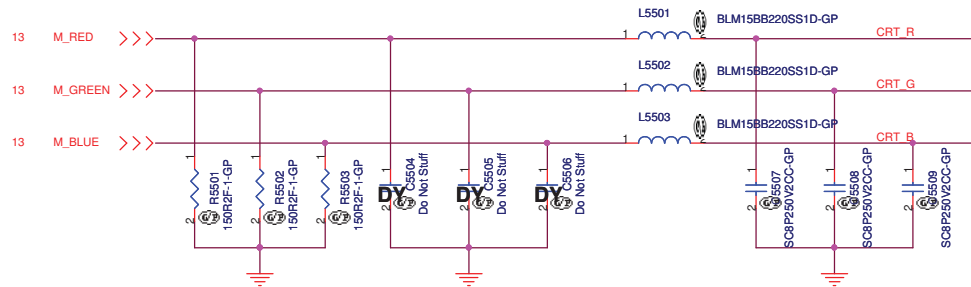 L5501
BLM15BB220SS1D-GP
13 M_RED 1 2 CRT_R
L5502
BLM15BB220SS1D-GP
13 M_GREEN 1 2 CRT_G
L5503
BLM15BB220SS1D-GP
13 M_BLUE 1 2 CRT_B
1 2 R5501
150R2F-1-GP
1 2 R5502
150R2F-1-GP
1 2 R5503
150R2F-1-GP
1 2 DY C5504
Do Not Stuff
1 2 DY C5505
Do Not Stuff
1 2 DY C5506
Do Not Stuff
1 2 C5507
SC8P250V2CC-GP
1 2 C5508
SC8P250V2CC-GP
1 2 C5509
SC8P250V2CC-GP